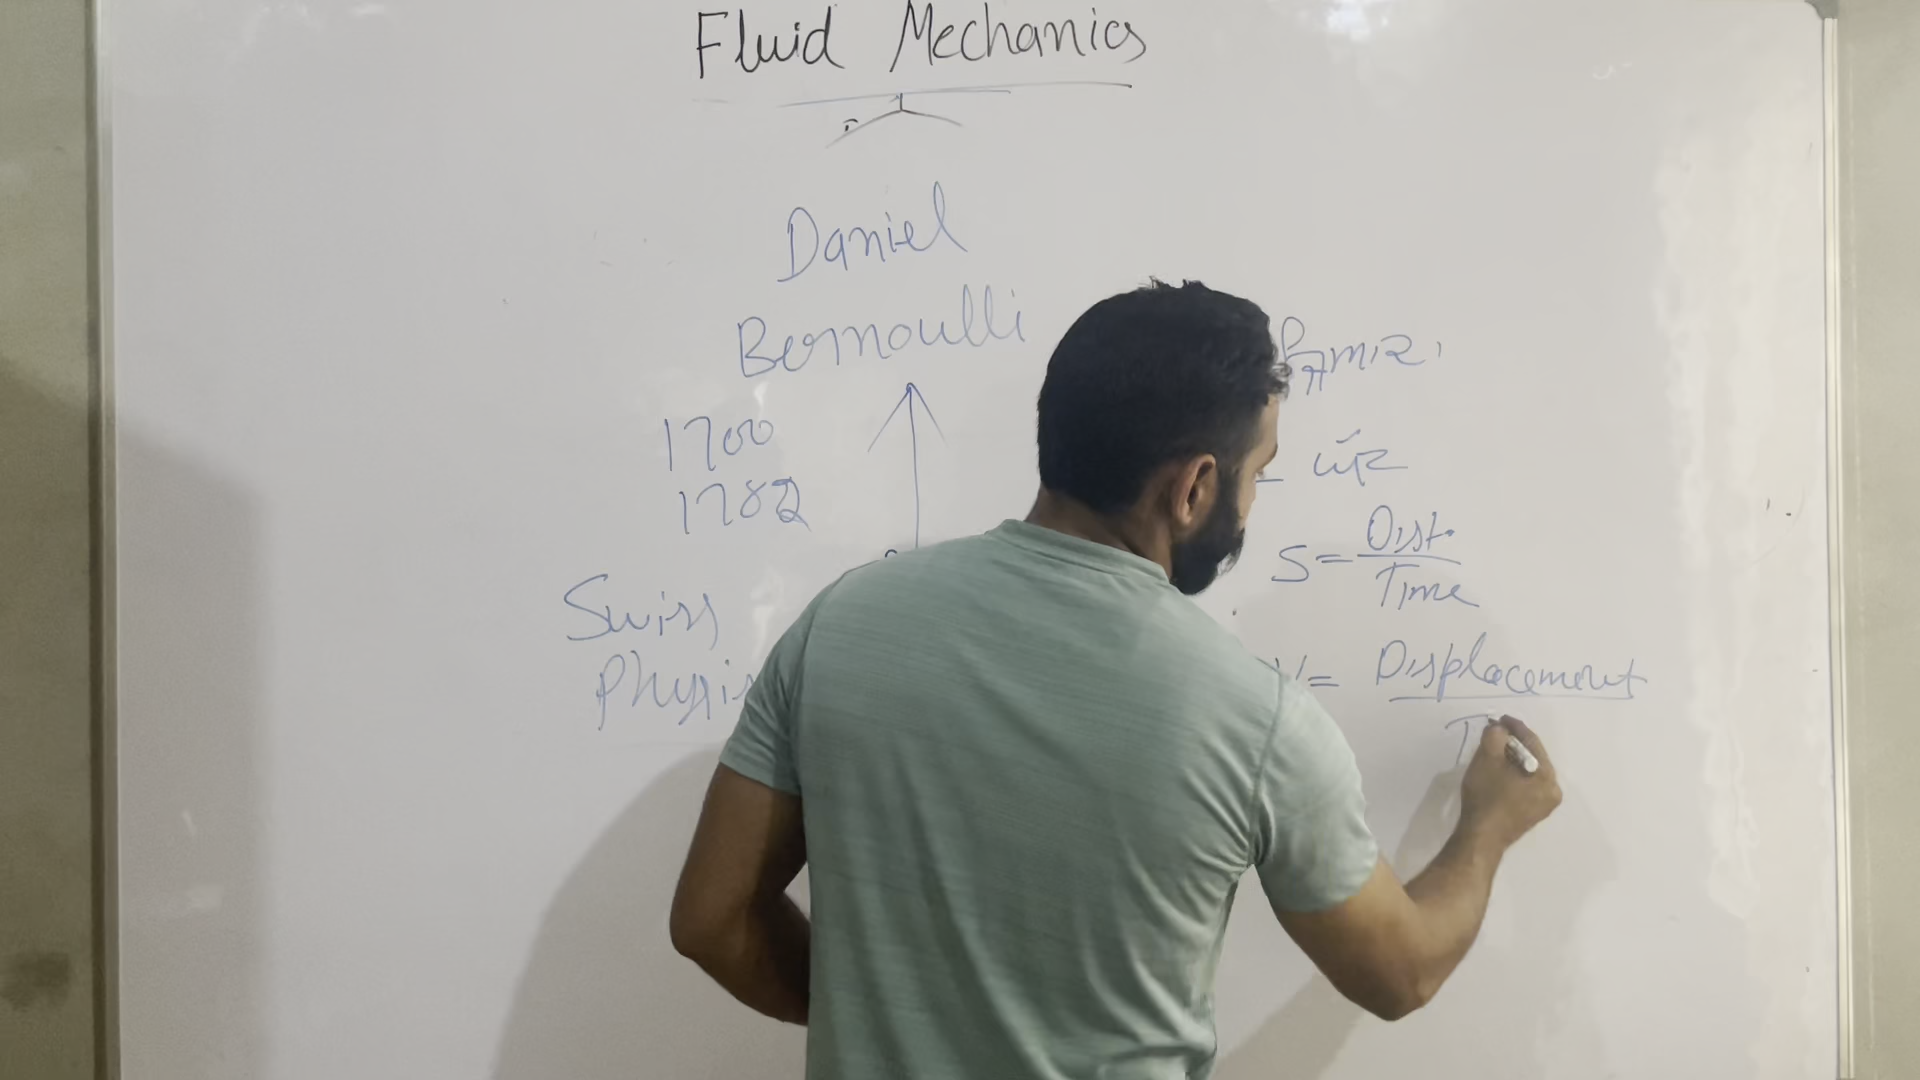 Fluid Mechanics
Daniel
Bernoulli
1700
1782
Swiss
S = Dist.
Time
V = Displacement